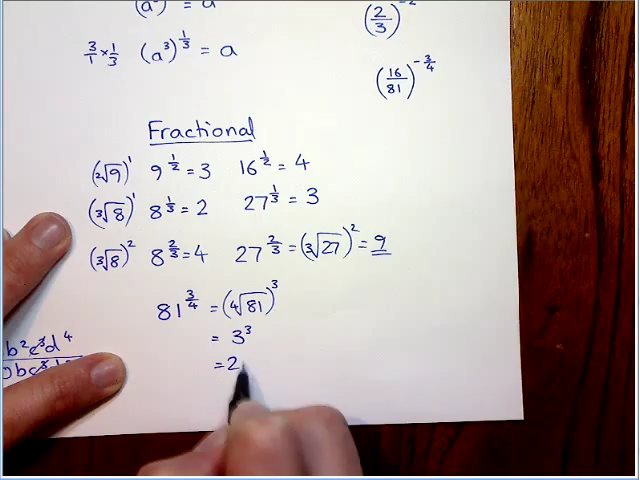 (a²) = a
3/1 × 1/3 (a³)^(1/3) = a
(2/3)^(-2)
(16/81)^(-3/4)
Fractional
(²√9)¹ 9^(1/2) = 3 16^(1/2) = 4
(³√8)¹ 8^(1/3) = 2 27^(1/3) = 3
(³√8)² 8^(2/3) = 4 27^(2/3) = (³√27)² = 9
81^(3/4) = (⁴√81)³
= 3³
= 2
b²c³d⁴